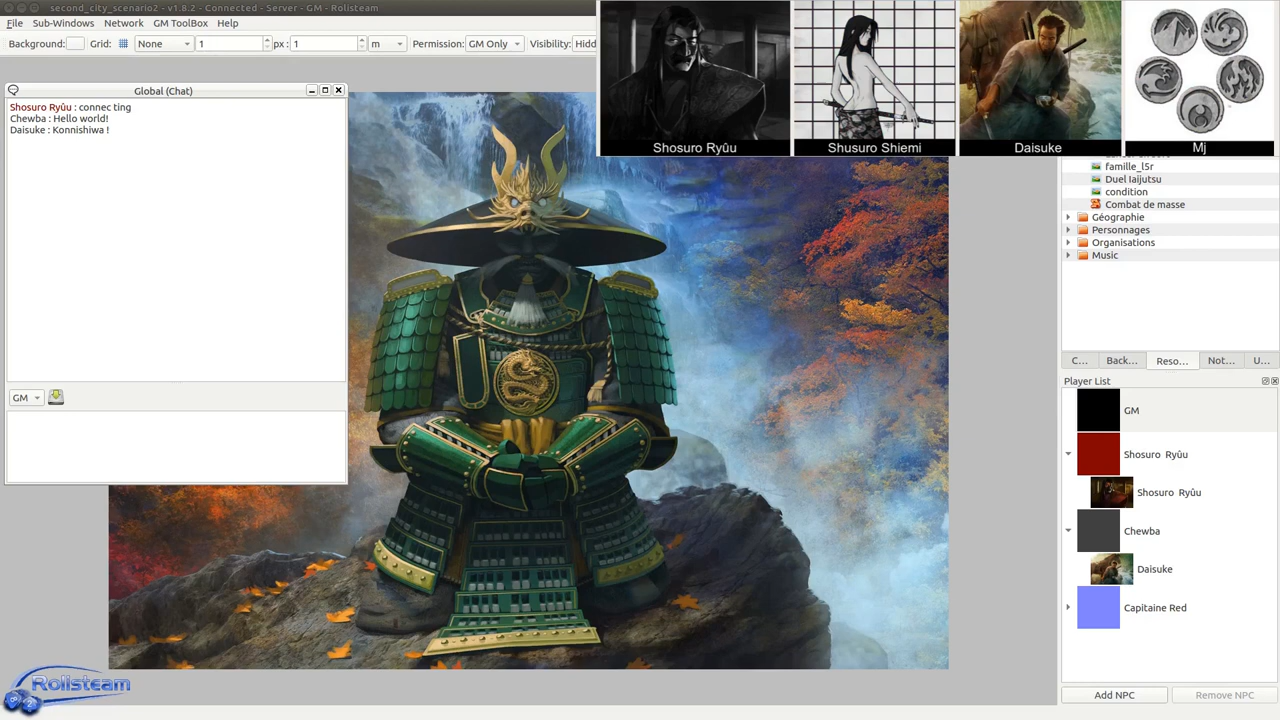 second_city_scenario2 - v1.8.2 - Connected - Server - GM - Rolisteam
File Sub-Windows Network GM ToolBox Help
Background: Grid: None 1 px : 1 m Permission: GM Only Visibility: Hidd
Shosuro Ryûu Shusuro Shiemi Daisuke Mj
Global (Chat)
Shosuro Ryûu : connec ting
Chewba : Hello world!
Daisuke : Konnishiwa !
GM
famille_l5r
Duel Iaijutsu
condition
Combat de masse
Géographie
Personnages
Organisations
Music
C... Back... Reso... Not... U...
Player List
GM
Shosuro Ryûu
Shosuro Ryûu
Chewba
Daisuke
Capitaine Red
Add NPC Remove NPC
Rolisteam